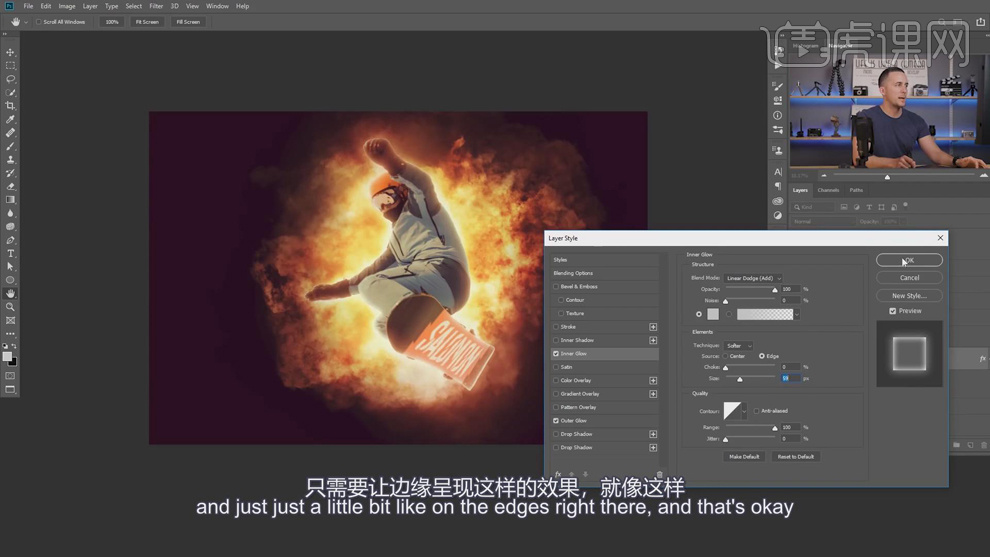 Ps File Edit Image Layer Type Select Filter 3D View Window Help
Scroll All Windows 100% Fit Screen Fill Screen
虎课网
Histogram Navigator
Layers Channels Paths
Kind
Normal Opacity:
SALOMON
Layer Style
Styles
Blending Options
Bevel & Emboss
Contour
Texture
Stroke
Inner Shadow
Inner Glow
Satin
Color Overlay
Gradient Overlay
Pattern Overlay
Outer Glow
Drop Shadow
Drop Shadow
fx
Inner Glow
Structure
Blend Mode: Linear Dodge (Add)
Opacity: 100 %
Noise: 0 %
Elements
Technique: Softer
Source: Center Edge
Choke: 0 %
Size: 59 px
Quality
Contour: Anti-aliased
Range: 100 %
Jitter: 0 %
Make Default Reset to Default
OK
Cancel
New Style...
Preview
fx
只需要让边缘呈现这样的效果，就像这样
and just just a little bit like on the edges right there, and that's okay